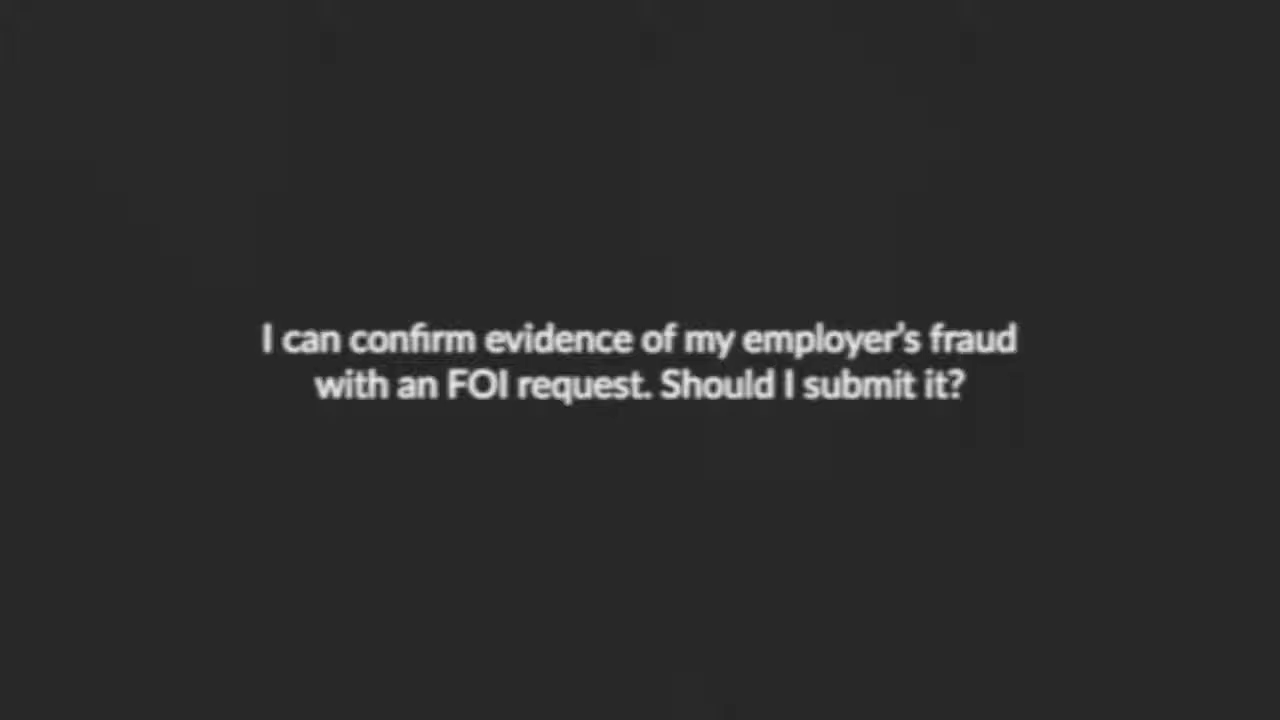 I can confirm evidence of my employer's fraud
with an FOI request. Should I submit it?